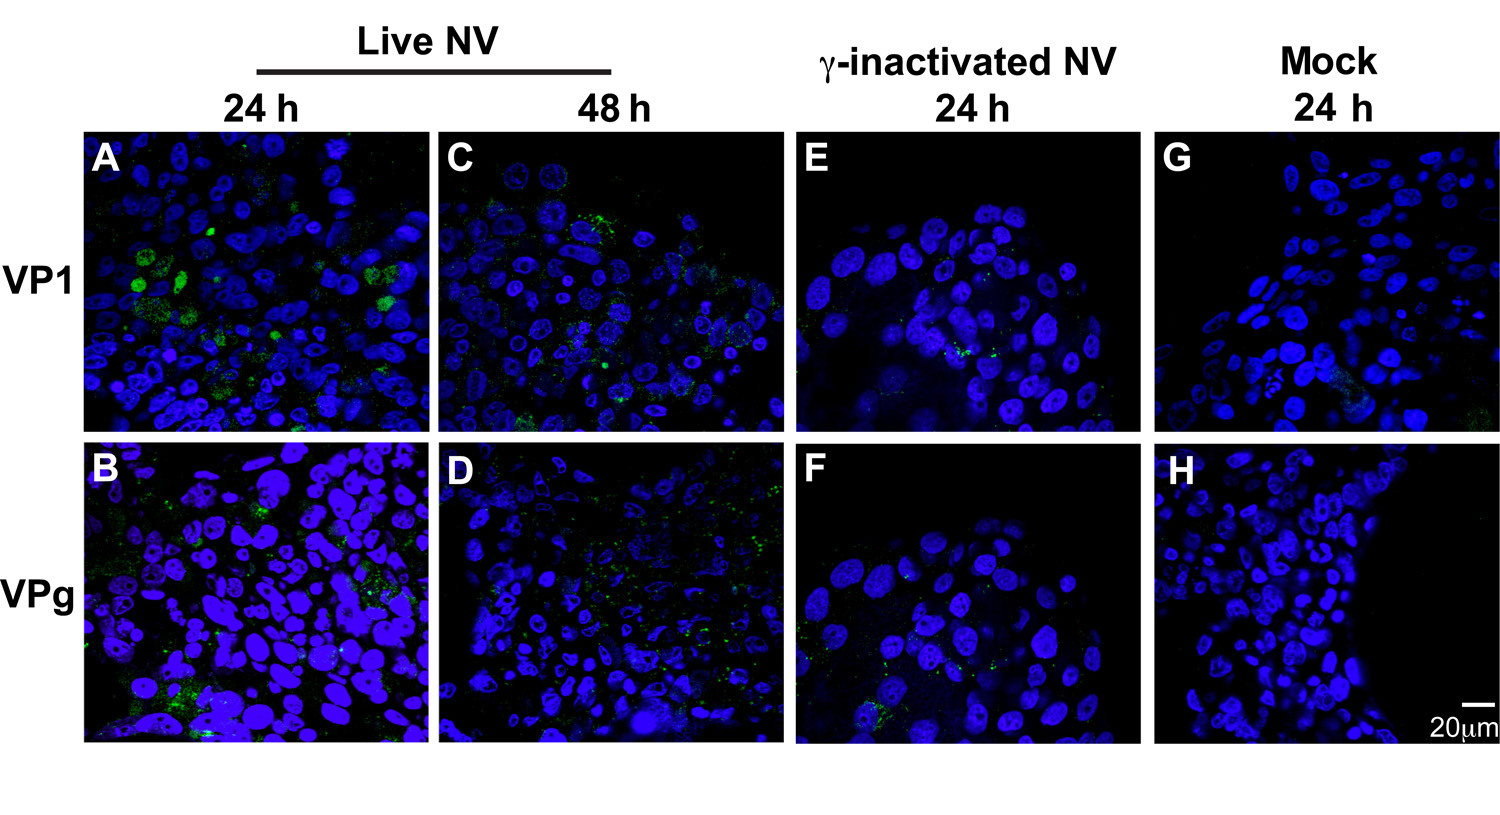 Live NV
24 h
48 h
γ-inactivated NV
24 h
Mock
24 h
VP1
A
C
E
G
VPg
B
D
F
H
20μm